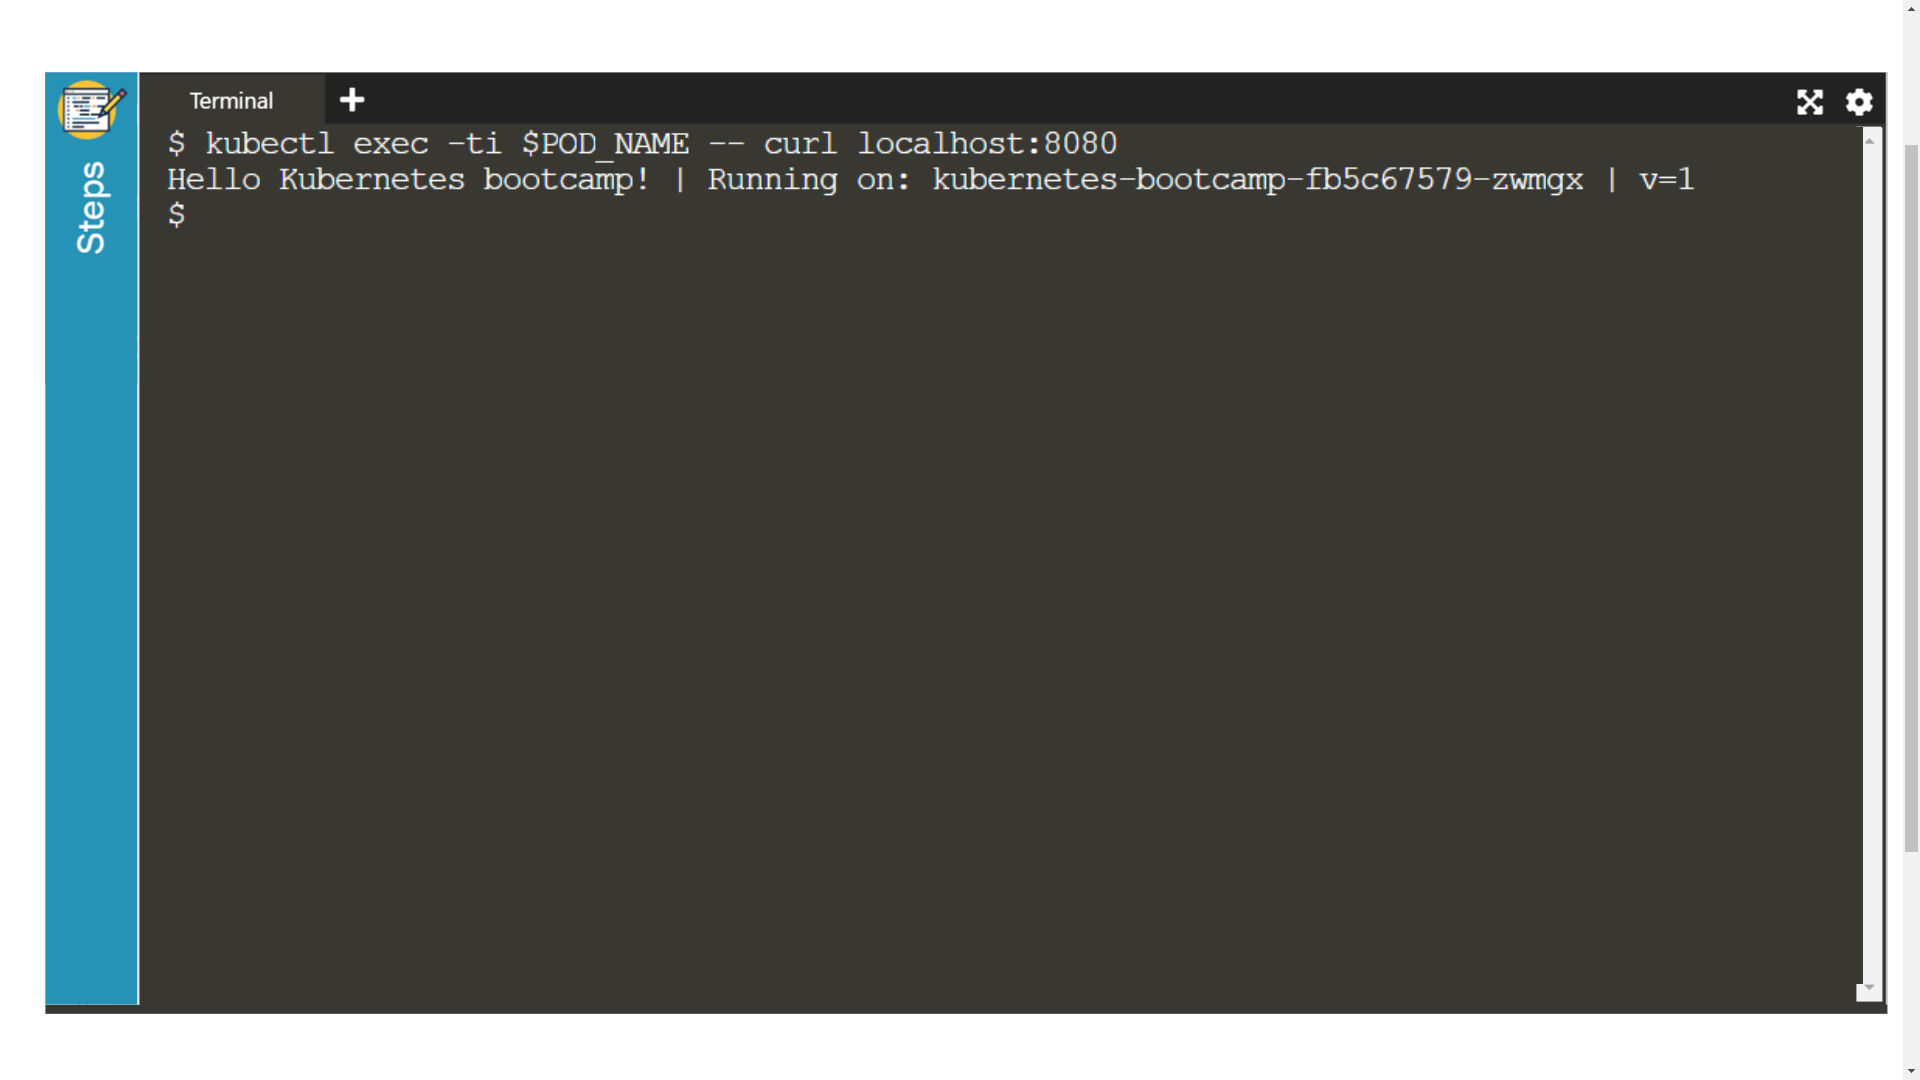 Terminal
Steps
$ kubectl exec -ti $POD_NAME -- curl localhost:8080
Hello Kubernetes bootcamp! | Running on: kubernetes-bootcamp-fb5c67579-zwmgx | v=1
$